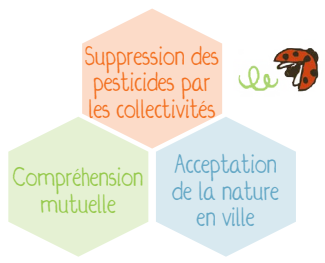 Suppression des
pesticides par
les collectivités
Compréhension
mutuelle
Acceptation
de la nature
en ville